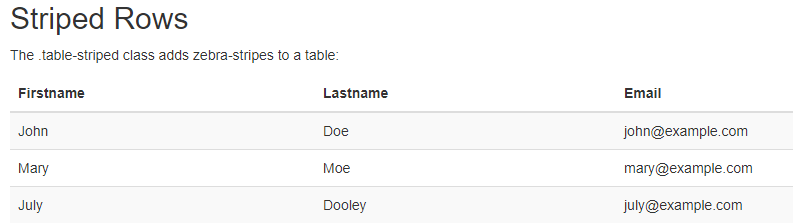 Striped Rows
The .table-striped class adds zebra-stripes to a table:
Firstname Lastname Email
John Doe john@example.com
Mary Moe mary@example.com
July Dooley july@example.com